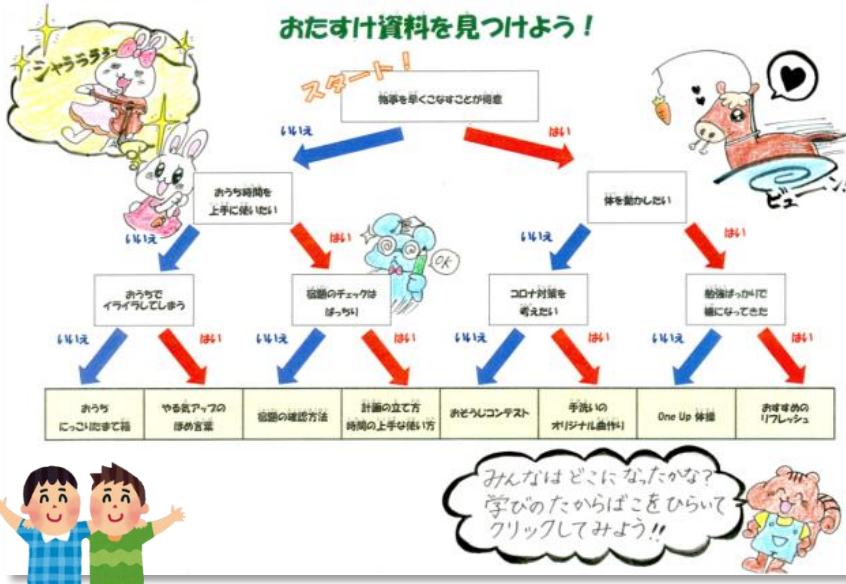 おたすけ資料を見つけよう!
シャラララ~
スタート!
物事を早くこなすことが得意
いいえ
はい
ビューン!
おうち時間を
上手に使いたい
体を動かしたい
いいえ
はい
いいえ
はい
OK
おうちで
イライラしてしまう
宿題のチェックは
ばっちり
コロナ対策を
考えたい
勉強ばっかりで
嫌になってきた
いいえ
はい
いいえ
はい
いいえ
はい
いいえ
はい
おうち
にっこりたまて箱
やる気アップの
ほめ言葉
宿題の確認方法
計画の立て方
時間の上手な使い方
おそうじコンテスト
手洗いの
オリジナル曲作り
One Up 体操
おすすめの
リフレッシュ
みんなはどこになったかな?
学びのたからばこをひらいて
クリックしてみよう!!